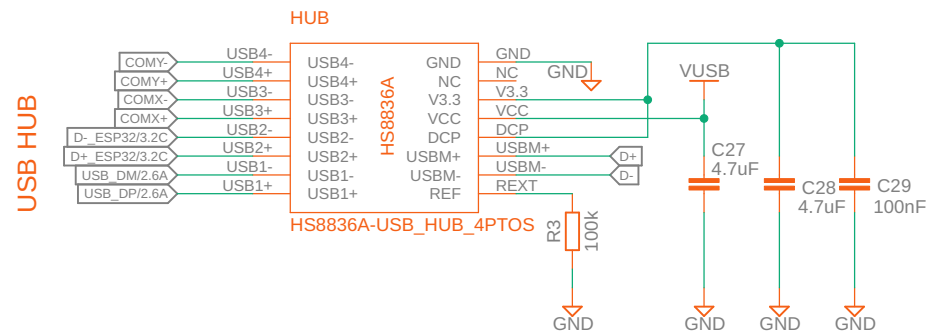 HUB
COMY-
USB4-
USB4-
GND
GND
COMY+
USB4+
USB4+
NC
NC
GND
VUSB
COMX-
USB3-
USB3-
V3.3
V3.3
COMX+
USB3+
USB3+
VCC
VCC
D-_ESP32/3.2C
USB2-
USB2-
DCP
DCP
D+_ESP32/3.2C
USB2+
USB2+
USBM+
USBM+
D+
USB_DM/2.6A
USB1-
USB1-
USBM-
USBM-
D-
USB_DP/2.6A
USB1+
USB1+
REF
REXT
HS8836A
USB HUB
HS8836A-USB_HUB_4PTOS
R3
100k
C27
4.7uF
C28
4.7uF
C29
100nF
GND
GND
GND
GND